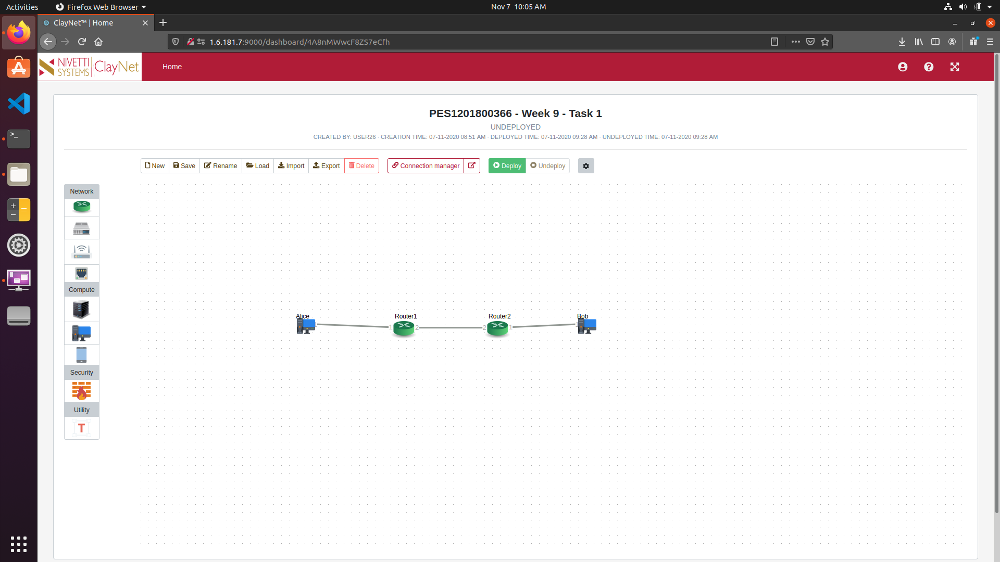 Activities
Firefox Web Browser
Nov 7 10:05 AM
ClayNet™ | Home
1.6.181.7:9000/dashboard/4A8nMWwcF8ZS7eCfh
NIVETTI SYSTEMS
ClayNet
Home
PES1201800366 - Week 9 - Task 1
UNDEPLOYED
CREATED BY: USER26 · CREATION TIME: 07-11-2020 08:51 AM · DEPLOYED TIME: 07-11-2020 09:28 AM · UNDEPLOYED TIME: 07-11-2020 09:28 AM
New Save Rename Load Import Export Delete Connection manager Deploy Undeploy
Network
Compute
Security
Utility
T
Alice Router1 Router2 Bob
1 1 2 2 1 1